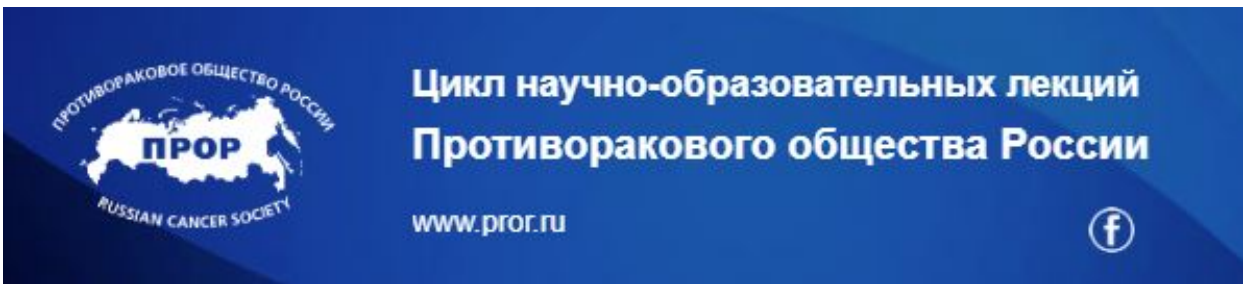 ПРОТИВОРАКОВОЕ ОБЩЕСТВО РОССИИ
ПРОР
RUSSIAN CANCER SOCIETY
Цикл научно-образовательных лекций
Противоракового общества России
www.pror.ru
f